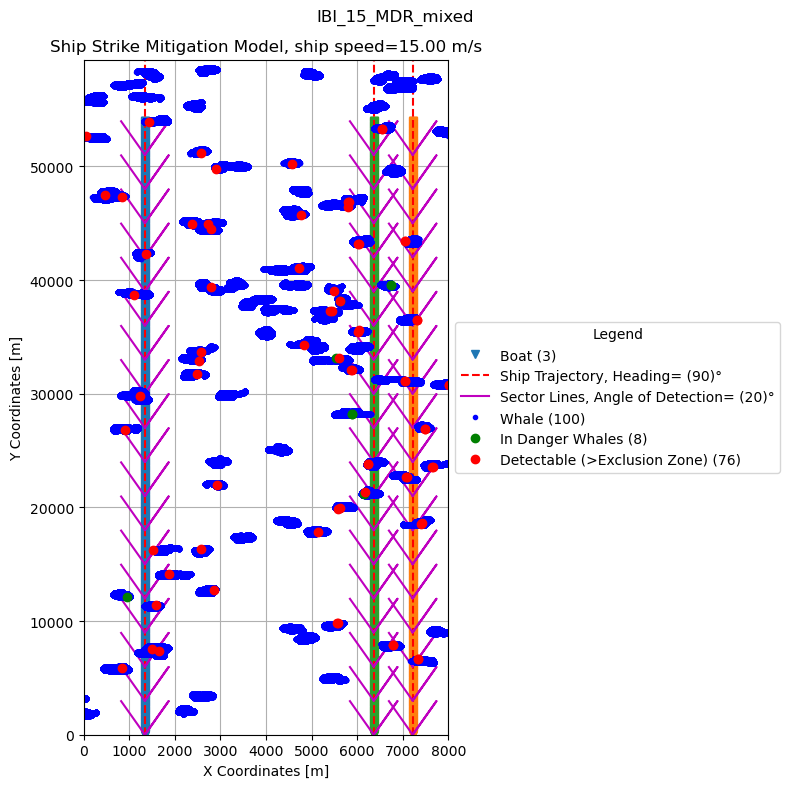 IBI_15_MDR_mixed
Ship Strike Mitigation Model, ship speed=15.00 m/s
Y Coordinates [m]
50000
40000
30000
20000
10000
0
0 1000 2000 3000 4000 5000 6000 7000 8000
X Coordinates [m]
Legend
Boat (3)
Ship Trajectory, Heading= (90)°
Sector Lines, Angle of Detection= (20)°
Whale (100)
In Danger Whales (8)
Detectable (>Exclusion Zone) (76)